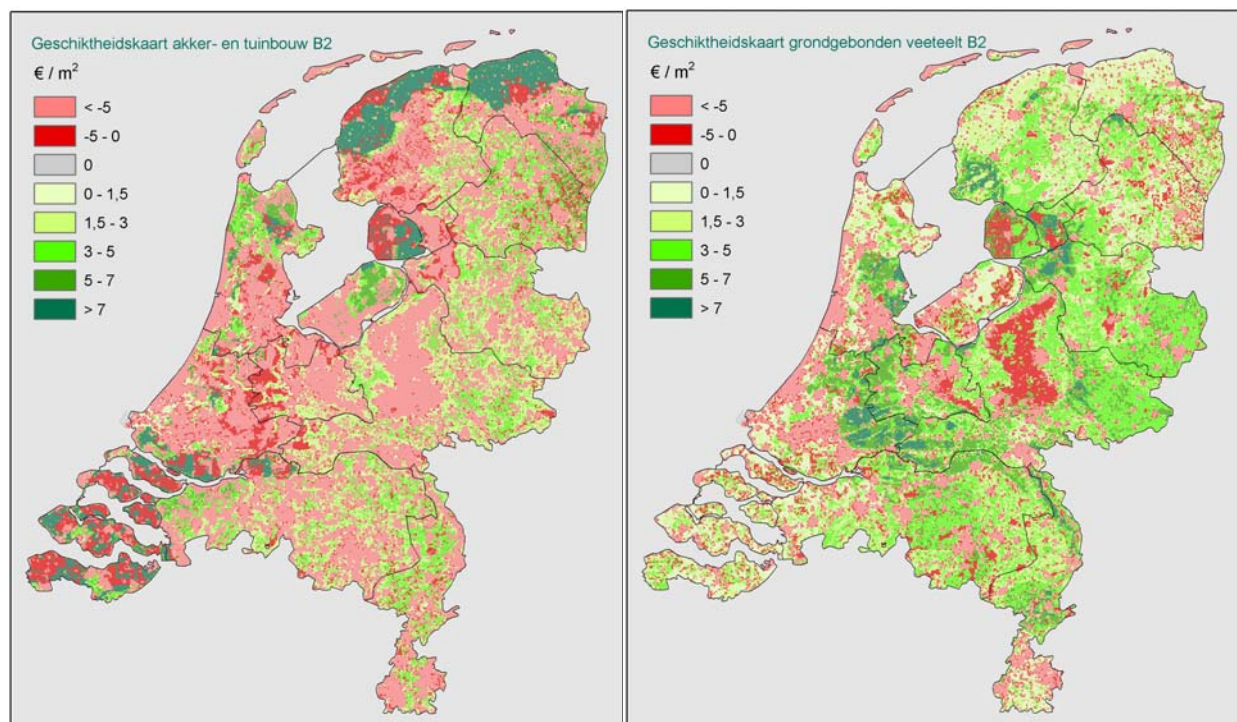 Geschiktheidskaart akker- en tuinbouw B2
€ / m²
< -5
-5 - 0
0
0 - 1,5
1,5 - 3
3 - 5
5 - 7
> 7
Geschiktheidskaart grondgebonden veeteelt B2
€ / m²
< -5
-5 - 0
0
0 - 1,5
1,5 - 3
3 - 5
5 - 7
> 7